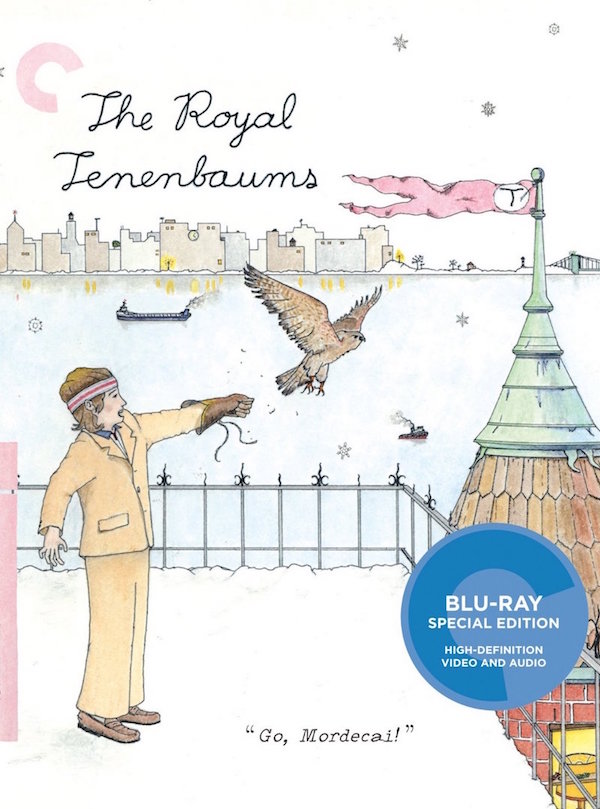 The Royal
Tenenbaums
T
BLU-RAY
SPECIAL EDITION
HIGH-DEFINITION
VIDEO AND AUDIO
“Go, Mordecai!”